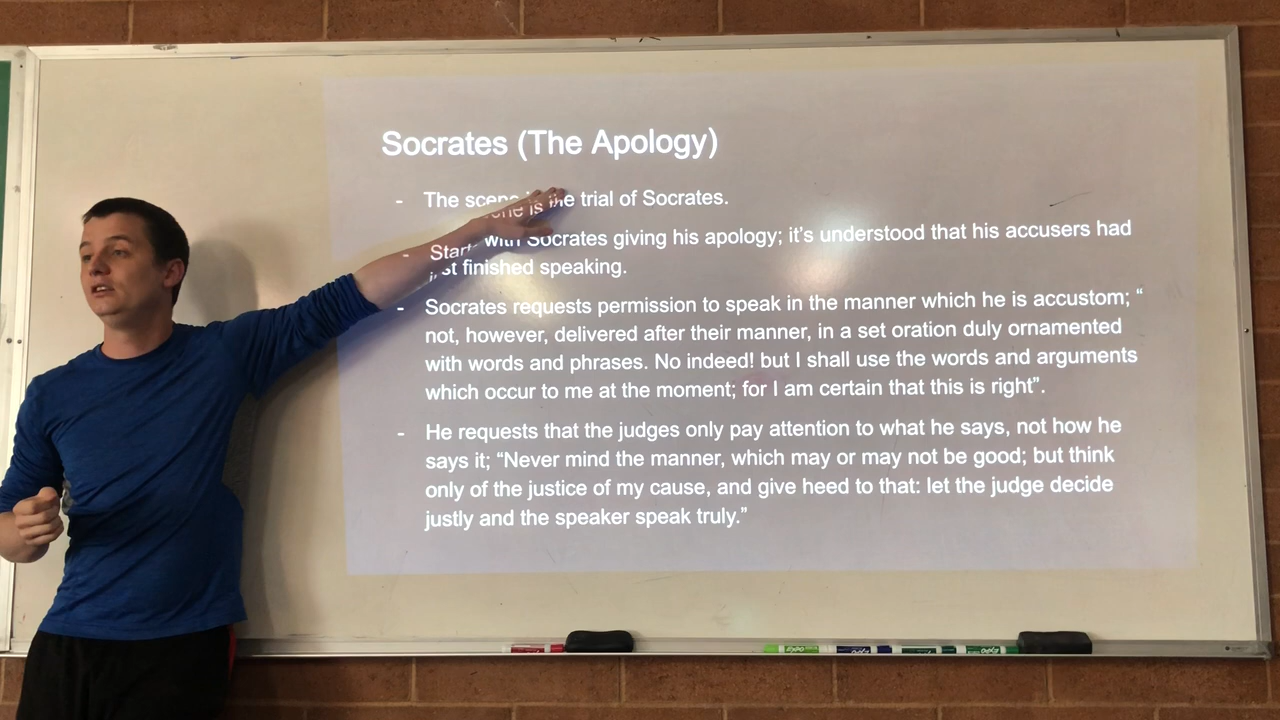 Socrates (The Apology)
- The scene is the trial of Socrates.
- Start with Socrates giving his apology; it's understood that his accusers had
just finished speaking.
- Socrates requests permission to speak in the manner which he is accustom; “
not, however, delivered after their manner, in a set oration duly ornamented
with words and phrases. No indeed! but I shall use the words and arguments
which occur to me at the moment; for I am certain that this is right”.
- He requests that the judges only pay attention to what he says, not how he
says it; “Never mind the manner, which may or may not be good; but think
only of the justice of my cause, and give heed to that: let the judge decide
justly and the speaker speak truly.”
EXPO